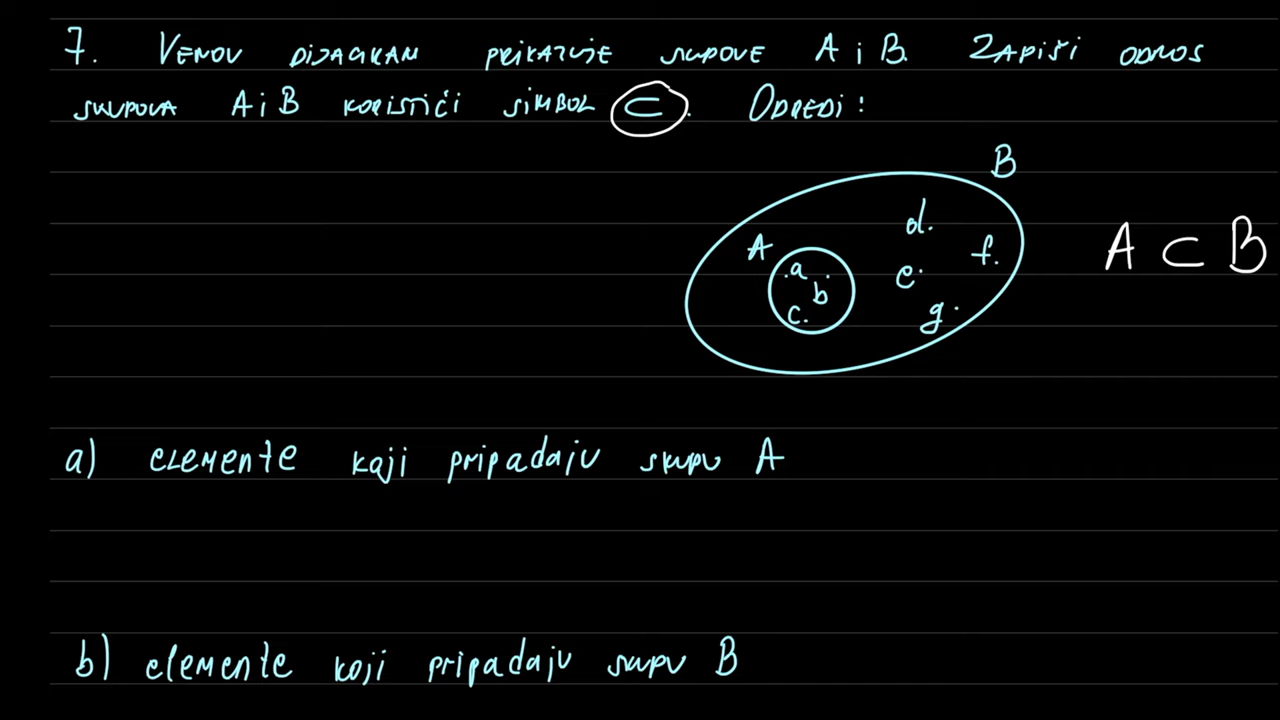 7. VENOV DIJAGRAM PRIKAZUJE SKUPOVE A i B. ZAPIŠI ODNOS
SKUPOVA A i B KORISTIĆI SIMBOL ⊂. ODREDI:
B
d.
A
f.
A ⊂ B
.a
e.
b
c.
g.
a) ELEMENTE koji pripadaju skupu A
b) elemente koji pripadaju skupu B